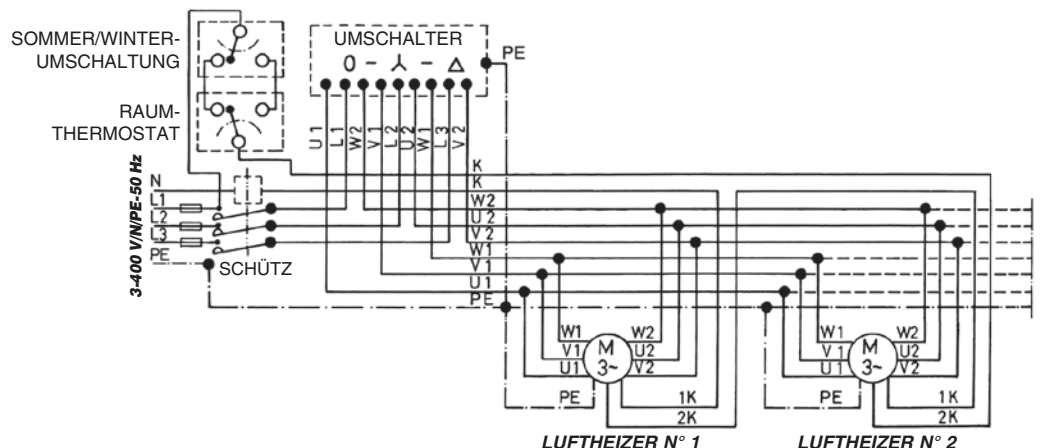 SOMMER/WINTER-
UMSCHALTUNG
RAUM-
THERMOSTAT
UMSCHALTER
0 - Y - Δ
PE
U1 L1 W2 V1 L2 U2 W1 L3 V2
3-400 V/N/PE-50 Hz
N
L1
L2
L3
PE
SCHÜTZ
K
K
W2
U2
V2
W1
V1
U1
PE
W1 W2
V1 M U2
U1 3~ V2
PE 1K
2K
LUFTHEIZER N° 1
W1 W2
V1 M U2
U1 3~ V2
PE 1K
2K
LUFTHEIZER N° 2